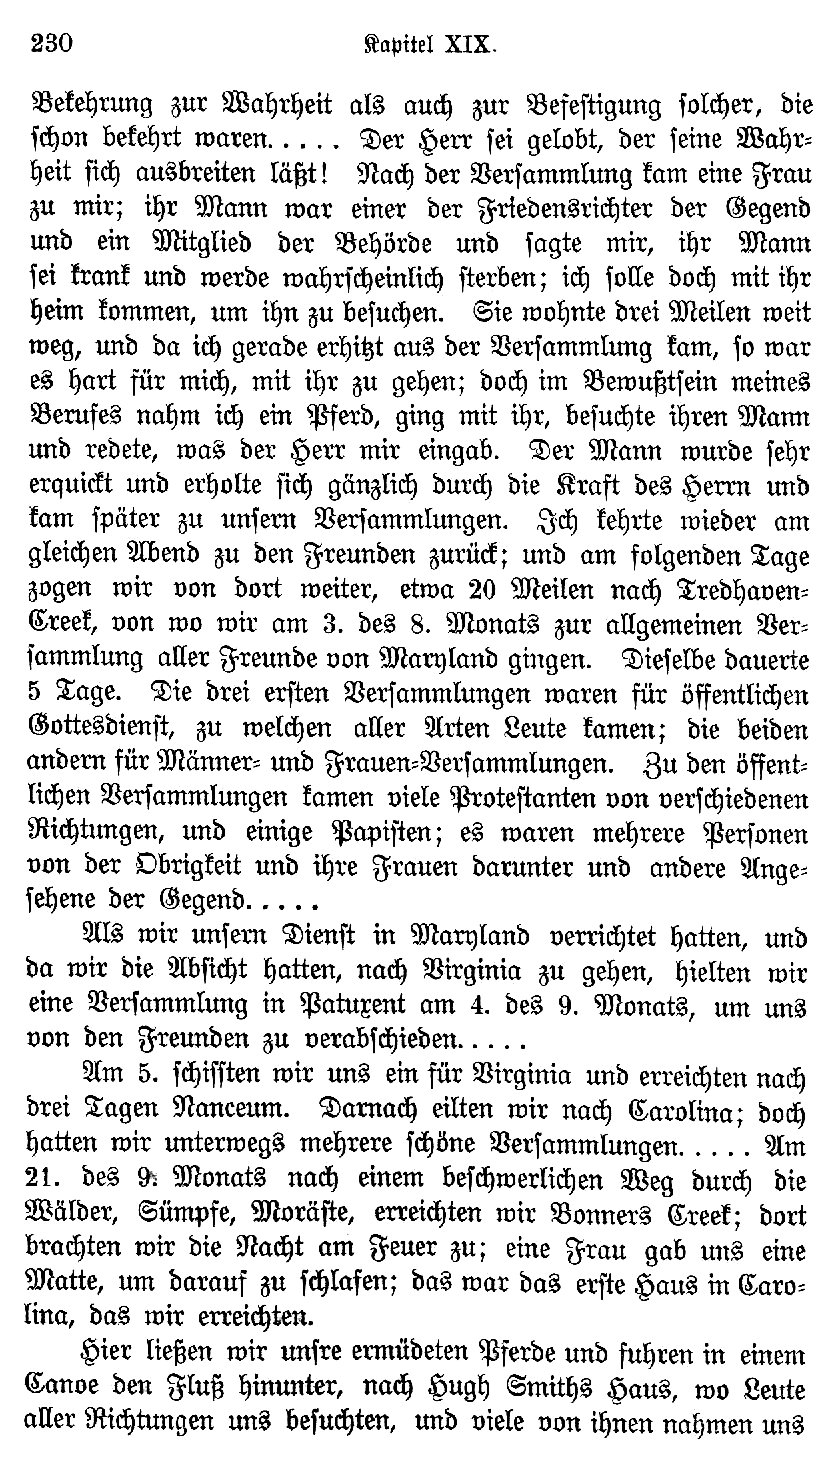 230 Kapitel XIX.
Bekehrung zur Wahrheit als auch zur Befestigung solcher, die
schon bekehrt waren..... Der Herr sei gelobt, der seine Wahr-
heit sich ausbreiten läßt! Nach der Versammlung kam eine Frau
zu mir; ihr Mann war einer der Friedensrichter der Gegend
und ein Mitglied der Behörde und sagte mir, ihr Mann
sei krank und werde wahrscheinlich sterben; ich solle doch mit ihr
heim kommen, um ihn zu besuchen. Sie wohnte drei Meilen weit
weg, und da ich gerade erhitzt aus der Versammlung kam, so war
es hart für mich, mit ihr zu gehen; doch im Bewußtsein meines
Berufes nahm ich ein Pferd, ging mit ihr, besuchte ihren Mann
und redete, was der Herr mir eingab. Der Mann wurde sehr
erquickt und erholte sich gänzlich durch die Kraft des Herrn und
kam später zu unsern Versammlungen. Ich kehrte wieder am
gleichen Abend zu den Freunden zurück; und am folgenden Tage
zogen wir von dort weiter, etwa 20 Meilen nach Tredhaven-
Creek, von wo wir am 3. des 8. Monats zur allgemeinen Ver-
sammlung aller Freunde von Maryland gingen. Dieselbe dauerte
5 Tage. Die drei ersten Versammlungen waren für öffentlichen
Gottesdienst, zu welchen aller Arten Leute kamen; die beiden
andern für Männer- und Frauen-Versammlungen. Zu den öffent-
lichen Versammlungen kamen viele Protestanten von verschiedenen
Richtungen, und einige Papisten; es waren mehrere Personen
von der Obrigkeit und ihre Frauen darunter und andere Ange-
sehene der Gegend.....
Als wir unsern Dienst in Maryland verrichtet hatten, und
da wir die Absicht hatten, nach Virginia zu gehen, hielten wir
eine Versammlung in Patuxent am 4. des 9. Monats, um uns
von den Freunden zu verabschieden.....
Am 5. schifften wir uns ein für Virginia und erreichten nach
drei Tagen Nanceum. Darnach eilten wir nach Carolina; doch
hatten wir unterwegs mehrere schöne Versammlungen..... Am
21. des 9. Monats nach einem beschwerlichen Weg durch die
Wälder, Sümpfe, Moräste, erreichten wir Bonners Creek; dort
brachten wir die Nacht am Feuer zu; eine Frau gab uns eine
Matte, um darauf zu schlafen; das war das erste Haus in Caro-
lina, das wir erreichten.
Hier ließen wir unsre ermüdeten Pferde und fuhren in einem
Canoe den Fluß hinunter, nach Hugh Smiths Haus, wo Leute
aller Richtungen uns besuchten, und viele von ihnen nahmen uns